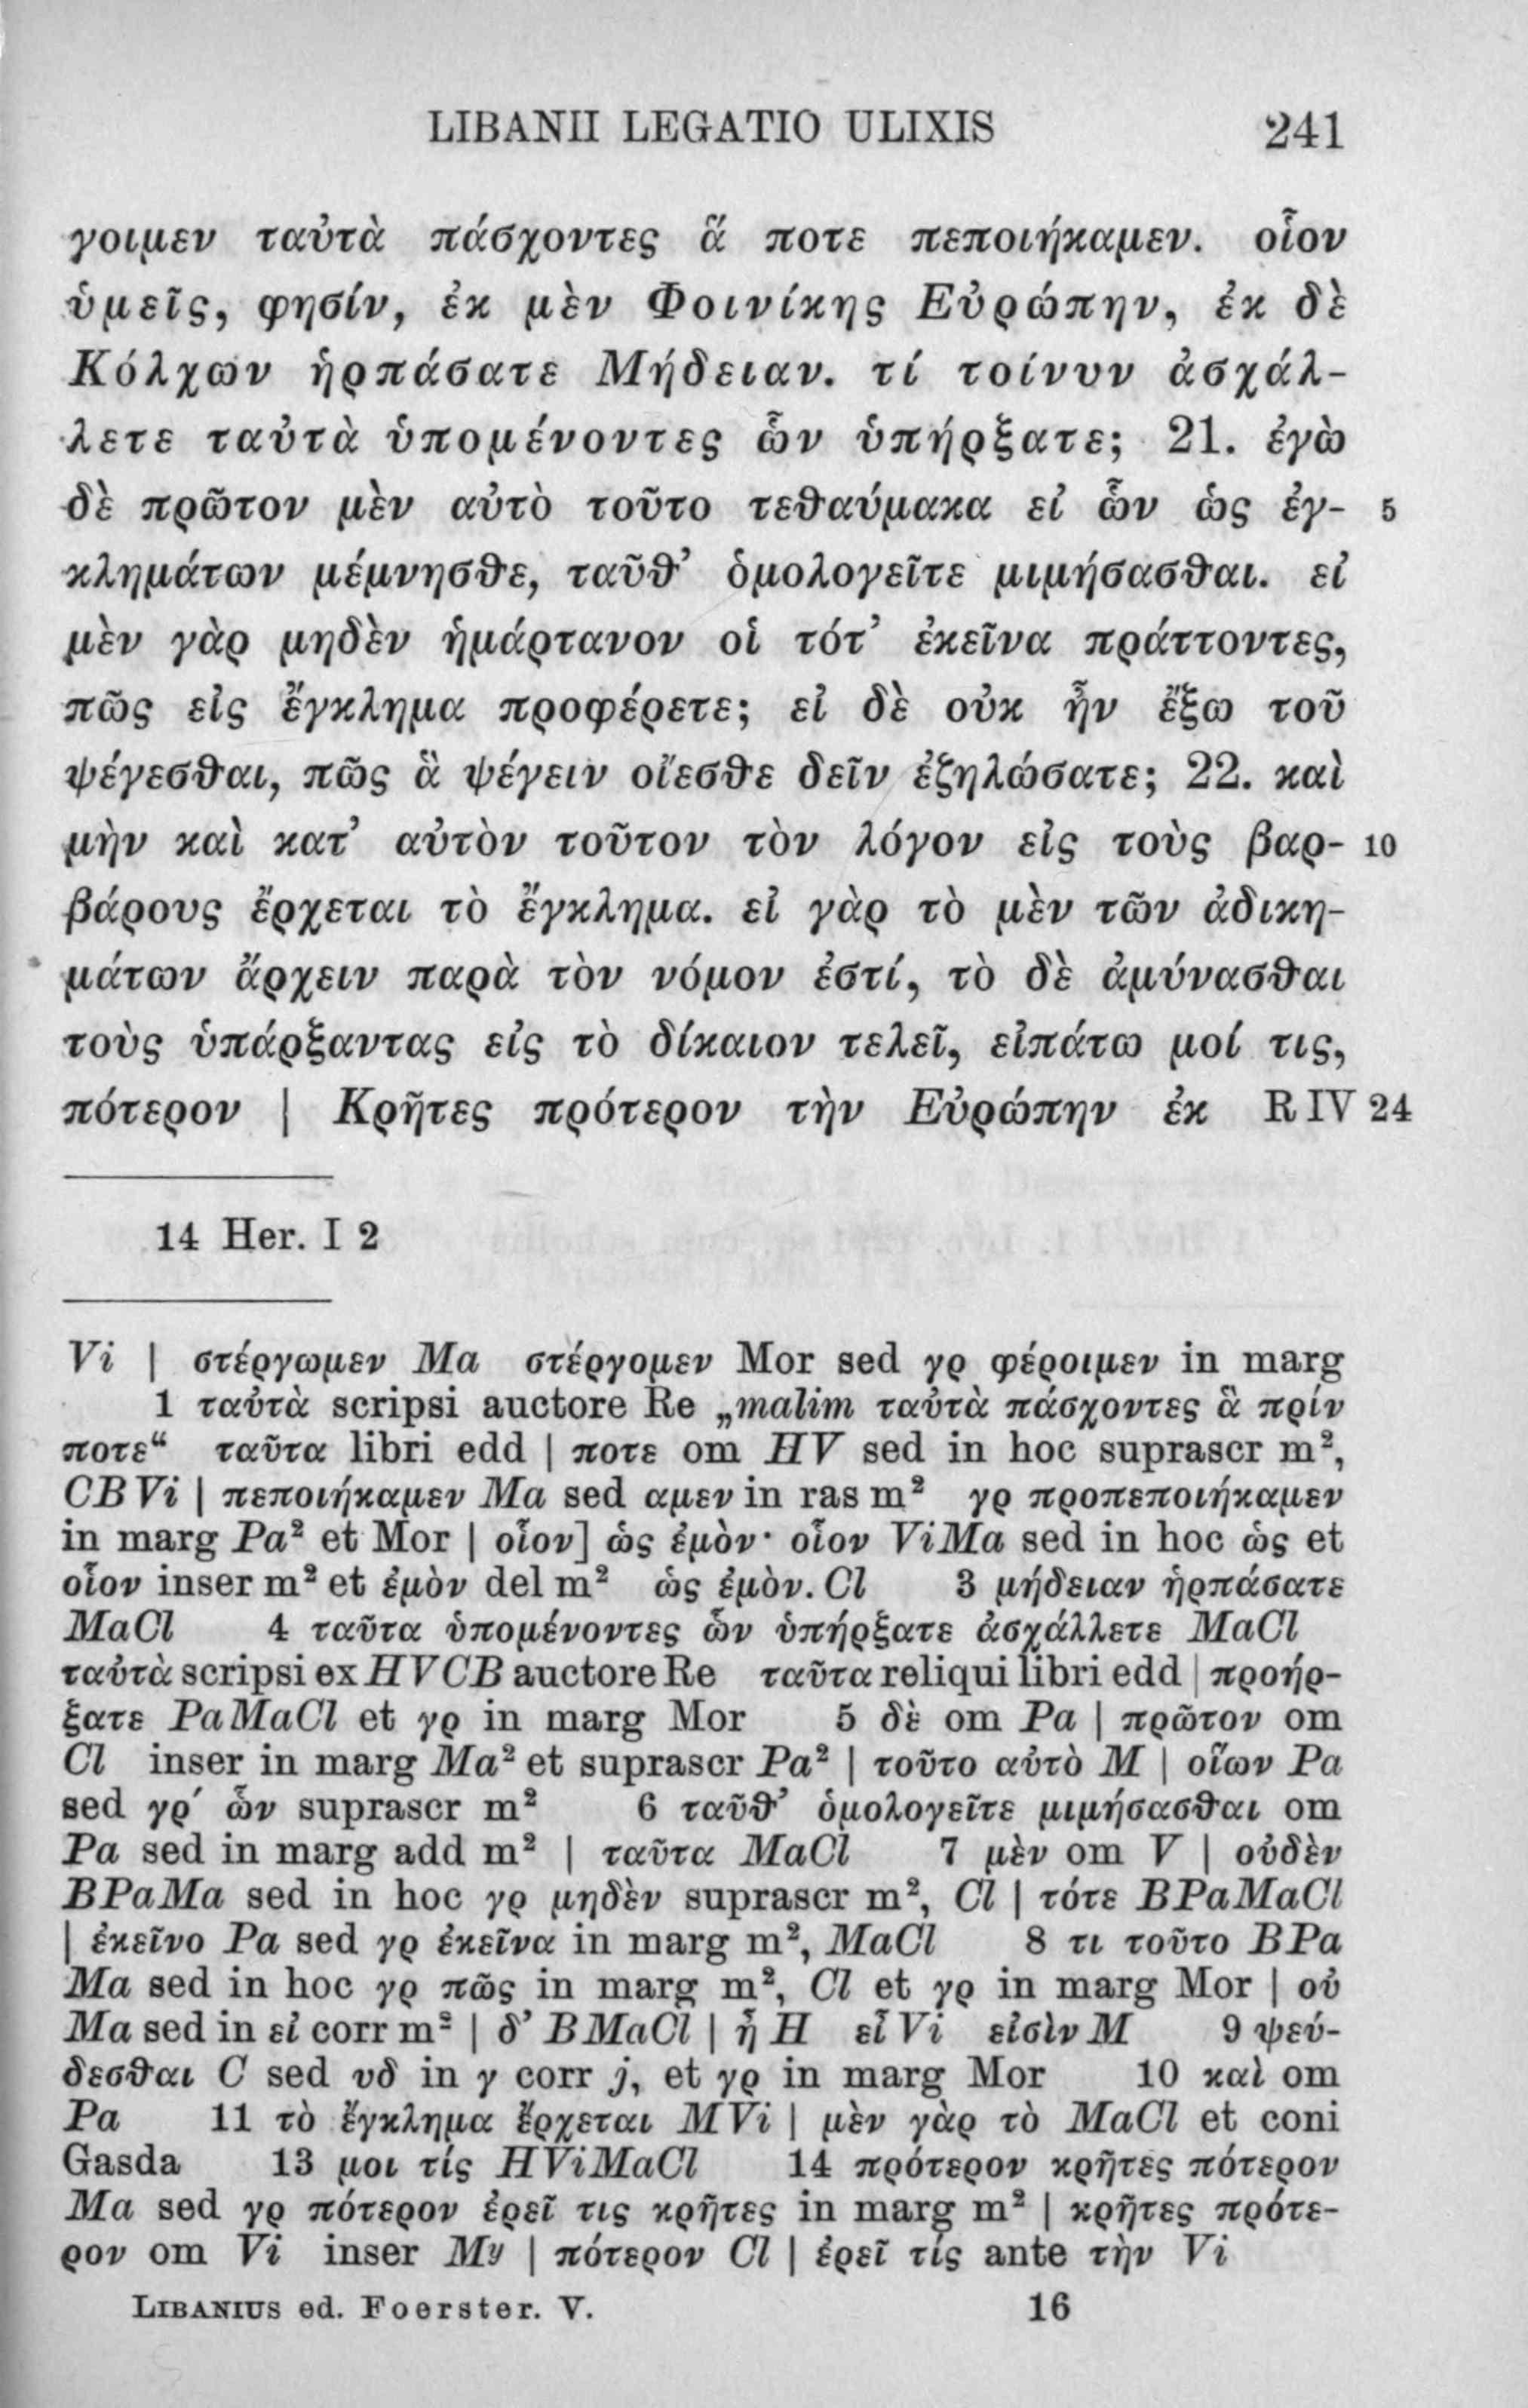 LIBANII LEGATIO ULIXIS 241
γοιμεν ταὐτὰ πάσχοντες ἅ ποτε πεποιήκαμεν. οἷον
ὑμεῖς, φησίν, ἐκ μὲν Φοινίκης Εὐρώπην, ἐκ δὲ
Κόλχων ἡρπάσατε Μήδειαν. τί τοίνυν ἀσχάλ-
λετε ταὐτὰ ὑπομένοντες ὧν ὑπήρξατε; 21. ἐγὼ
δὲ πρῶτον μὲν αὐτὸ τοῦτο τεθαύμακα εἰ ὧν ὡς ἐγ- 5
κλημάτων μέμνησθε, ταῦθ’ ὁμολογεῖτε μιμήσασθαι. εἰ
μὲν γὰρ μηδὲν ἡμάρτανον οἱ τότ’ ἐκεῖνα πράττοντες,
πῶς εἰς ἔγκλημα προφέρετε; εἰ δὲ οὐκ ἦν ἔξω τοῦ
ψέγεσθαι, πῶς ἃ ψέγειν οἴεσθε δεῖν ἐζηλώσατε; 22. καὶ
μὴν καὶ κατ’ αὐτὸν τοῦτον τὸν λόγον εἰς τοὺς βαρ- 10
βάρους ἔρχεται τὸ ἔγκλημα. εἰ γὰρ τὸ μὲν τῶν ἀδικη-
μάτων ἄρχειν παρὰ τὸν νόμον ἐστί, τὸ δὲ ἀμύνασθαι
τοὺς ὑπάρξαντας εἰς τὸ δίκαιον τελεῖ, εἰπάτω μοί τις,
πότερον | Κρῆτες πρότερον τὴν Εὐρώπην ἐκ R IV 24
14 Her. I 2
Vi | στέργωμεν Ma στέργομεν Mor sed γρ φέροιμεν in marg
1 ταὐτὰ scripsi auctore Re „malim ταὐτὰ πάσχοντες ἃ πρίν
ποτε“ ταῦτα libri edd | ποτε om HV sed in hoc suprascr m²,
CBVi | πεποιήκαμεν Ma sed αμεν in ras m² γρ προπεποιήκαμεν
in marg Pa² et Mor | οἷον] ὡς ἐμὸν· οἷον ViMa sed in hoc ὡς et
οἷον inser m² et ἐμὸν del m² ὡς ἐμὸν. Cl 3 μήδειαν ἡρπάσατε
MaCl 4 ταῦτα ὑπομένοντες ὧν ὑπήρξατε ἀσχάλλετε MaCl
ταὐτὰ scripsi ex HVCB auctore Re ταῦτα reliqui libri edd | προήρ-
ξατε PaMaCl et γρ in marg Mor 5 δὲ om Pa | πρῶτον om
Cl inser in marg Ma² et suprascr Pa² | τοῦτο αὐτὸ M | οἵων Pa
sed γρ′ ὧν suprascr m² 6 ταῦθ’ ὁμολογεῖτε μιμήσασθαι om
Pa sed in marg add m² | ταῦτα MaCl 7 μὲν om V | οὐδὲν
BPaMa sed in hoc γρ μηδὲν suprascr m², Cl | τότε BPaMaCl
| ἐκεῖνο Pa sed γρ ἐκεῖνα in marg m², MaCl 8 τι τοῦτο BPa
Ma sed in hoc γρ πῶς in marg m², Cl et γρ in marg Mor | οὐ
Ma sed in εἰ corr m² | δ’ BMaCl | ἦ H εἶ Vi εἰσὶν M 9 ψεύ-
δεσθαι C sed υδ in γ corr j, et γρ in marg Mor 10 καὶ om
Pa 11 τὸ ἔγκλημα ἔρχεται MVi | μὲν γὰρ τὸ MaCl et coni
Gasda 13 μοι τίς HViMaCl 14 πρότερον κρῆτες πότερον
Ma sed γρ πότερον ἐρεῖ τις κρῆτες in marg m² | κρῆτες πρότε-
ρον om Vi inser My | πότερον Cl | ἐρεῖ τίς ante τὴν Vi
LIBANIUS ed. Foerster. V. 16